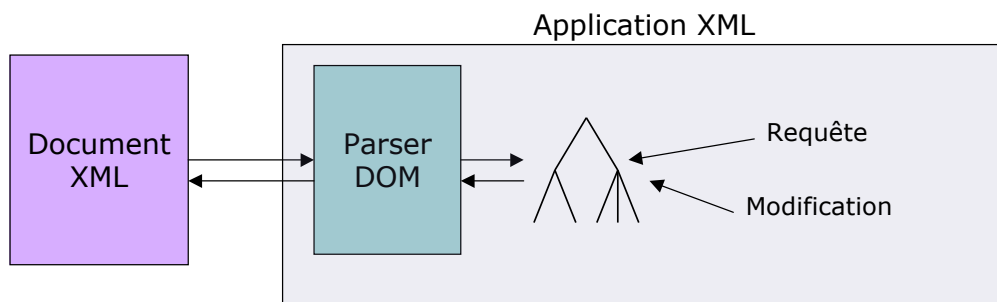 Application XML
Document
XML
Parser
DOM
Requête
Modification